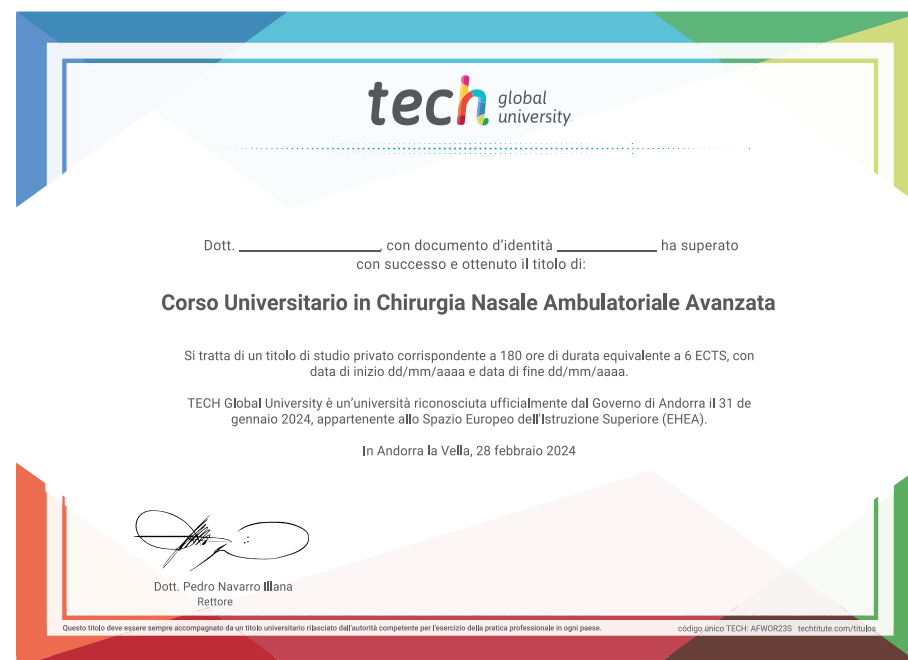 tech global university
Dott. ____________, con documento d'identità ____________ ha superato
con successo e ottenuto il titolo di:
Corso Universitario in Chirurgia Nasale Ambulatoriale Avanzata
Si tratta di un titolo di studio privato corrispondente a 180 ore di durata equivalente a 6 ECTS, con
data di inizio dd/mm/aaaa e data di fine dd/mm/aaaa.
TECH Global University è un'università riconosciuta ufficialmente dal Governo di Andorra il 31 de
gennaio 2024, appartenente allo Spazio Europeo dell'Istruzione Superiore (EHEA).
In Andorra la Vella, 28 febbraio 2024
Dott. Pedro Navarro Illana
Rettore
Questo titolo deve essere sempre accompagnato da un titolo universitario rilasciato dall'autorità competente per l'esercizio della pratica professionale in ogni paese.
código único TECH: AFWOR23S techtitute.com/titulos